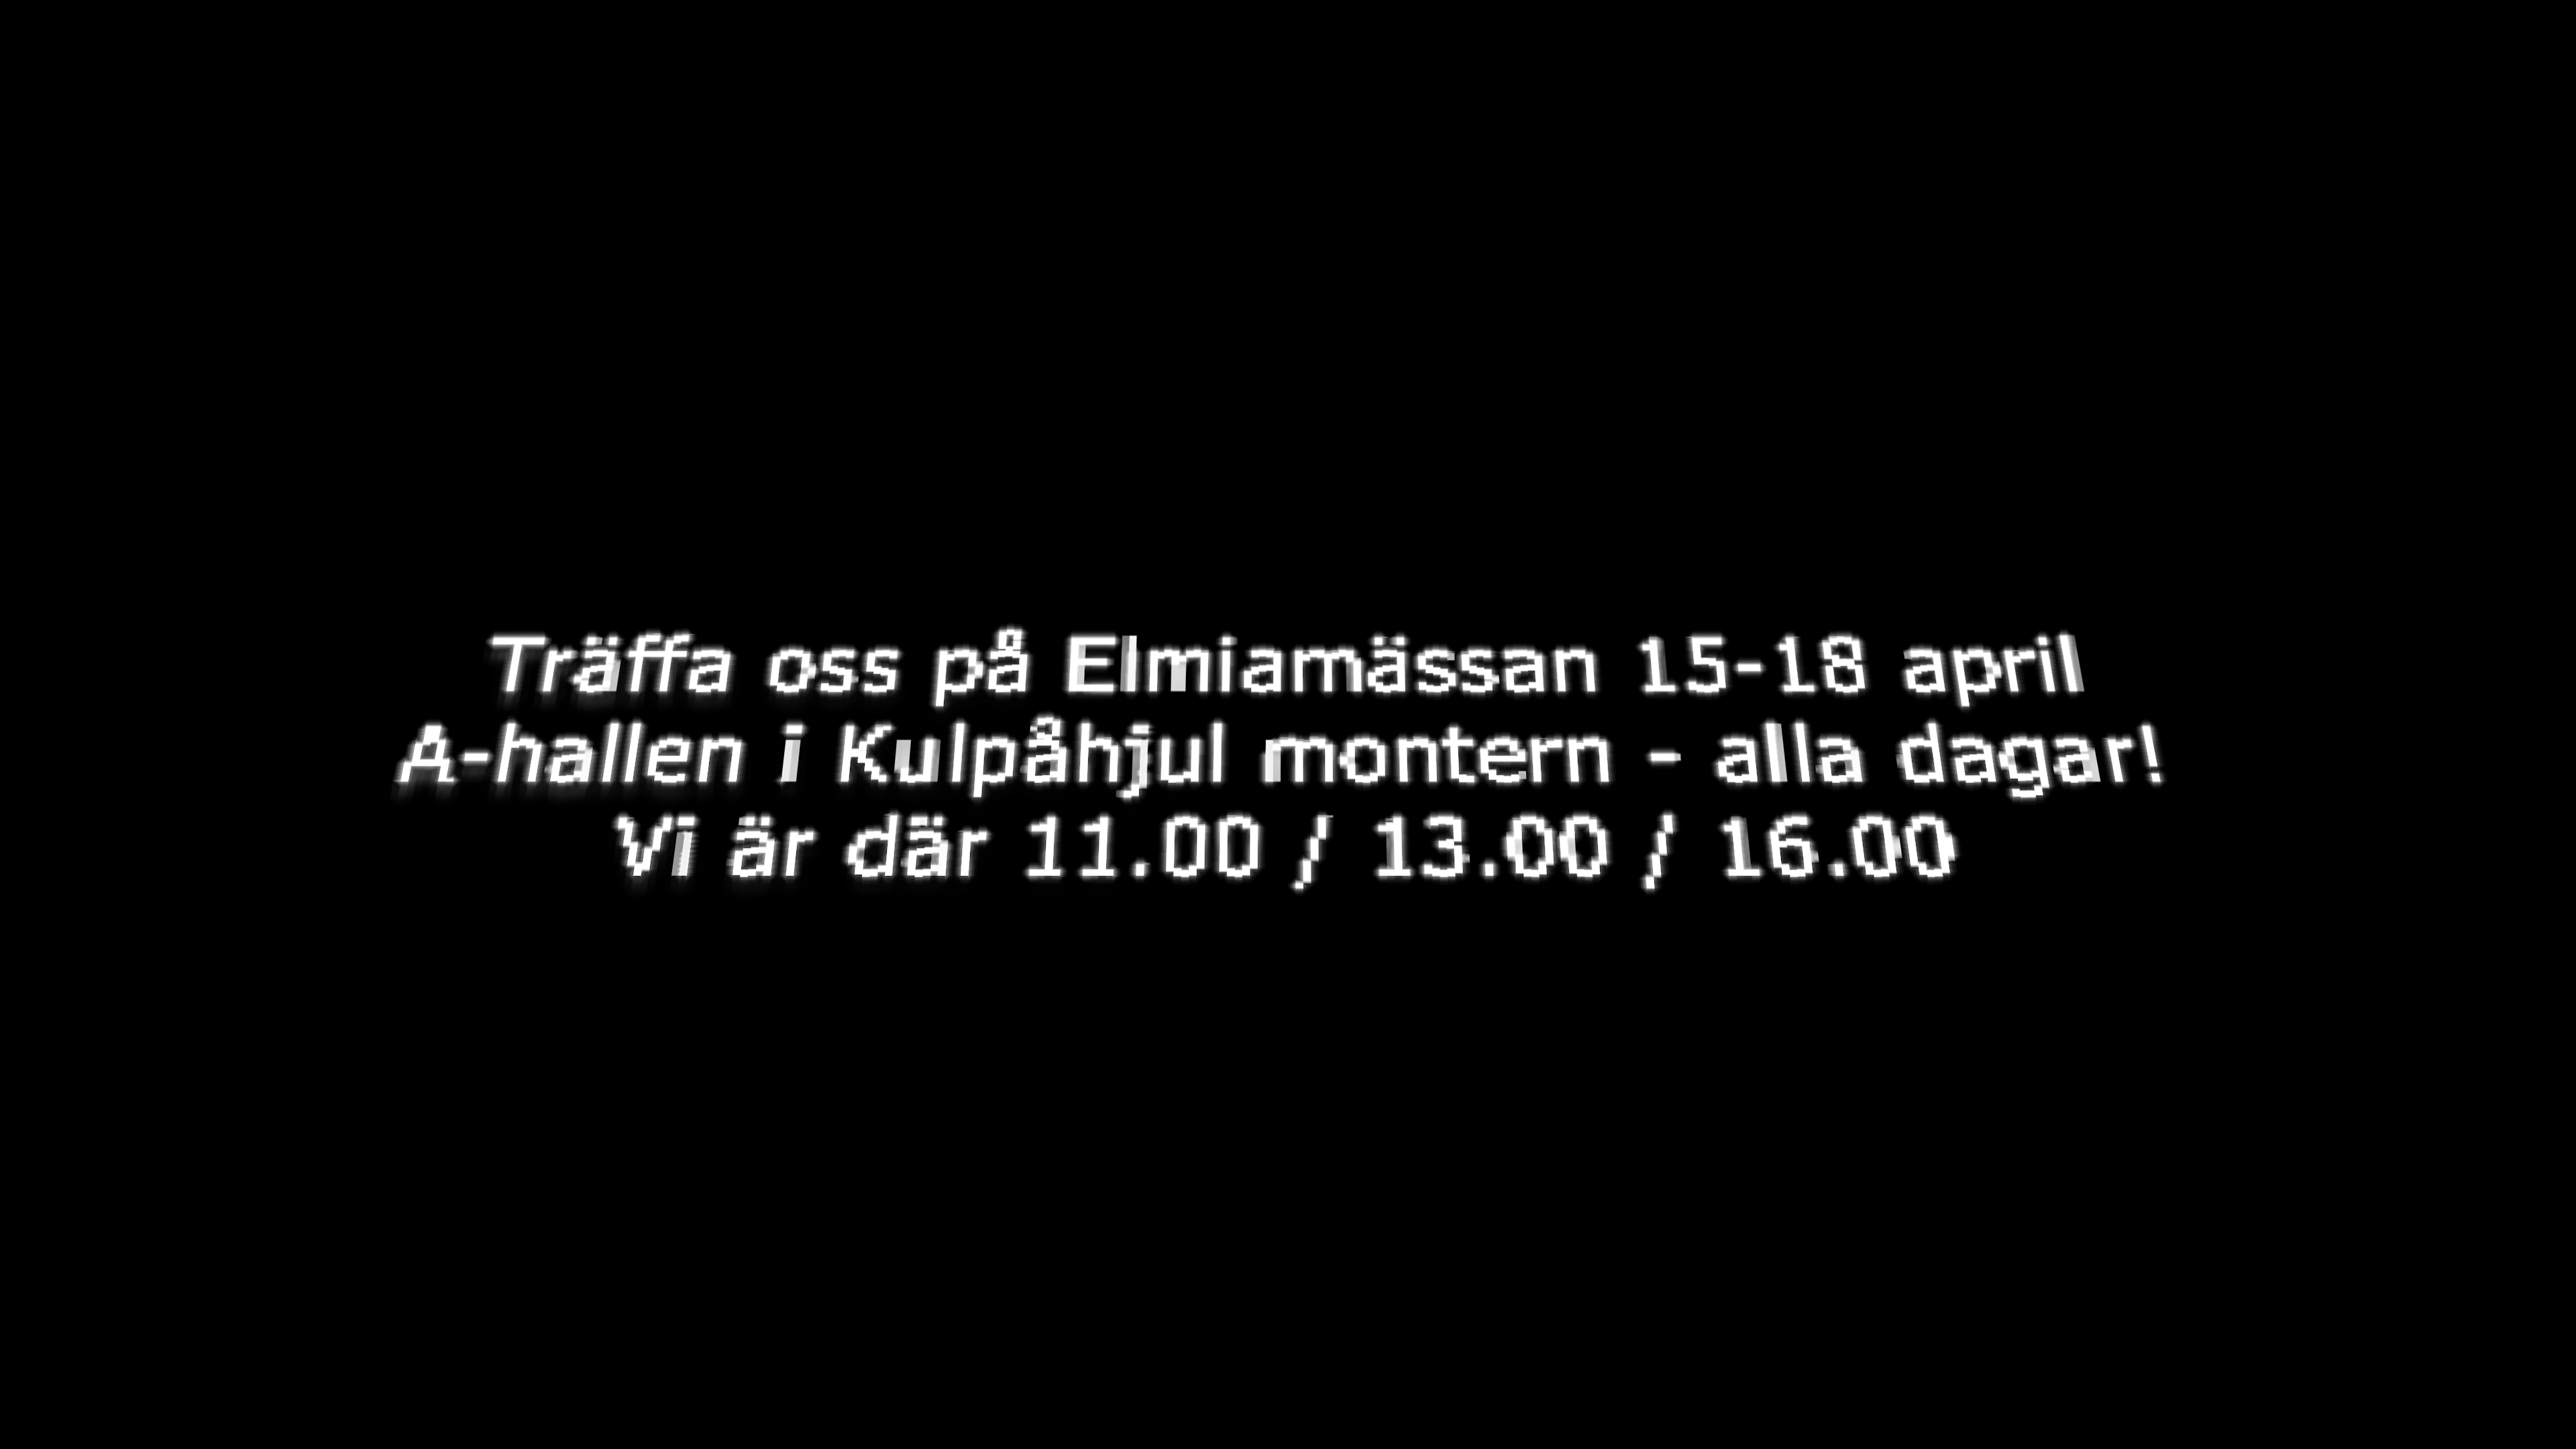 Träffa oss på Elmiamässan 15-18 april
A-hallen i Kulpåhjul montern - alla dagar!
Vi är där 11.00 / 13.00 / 16.00